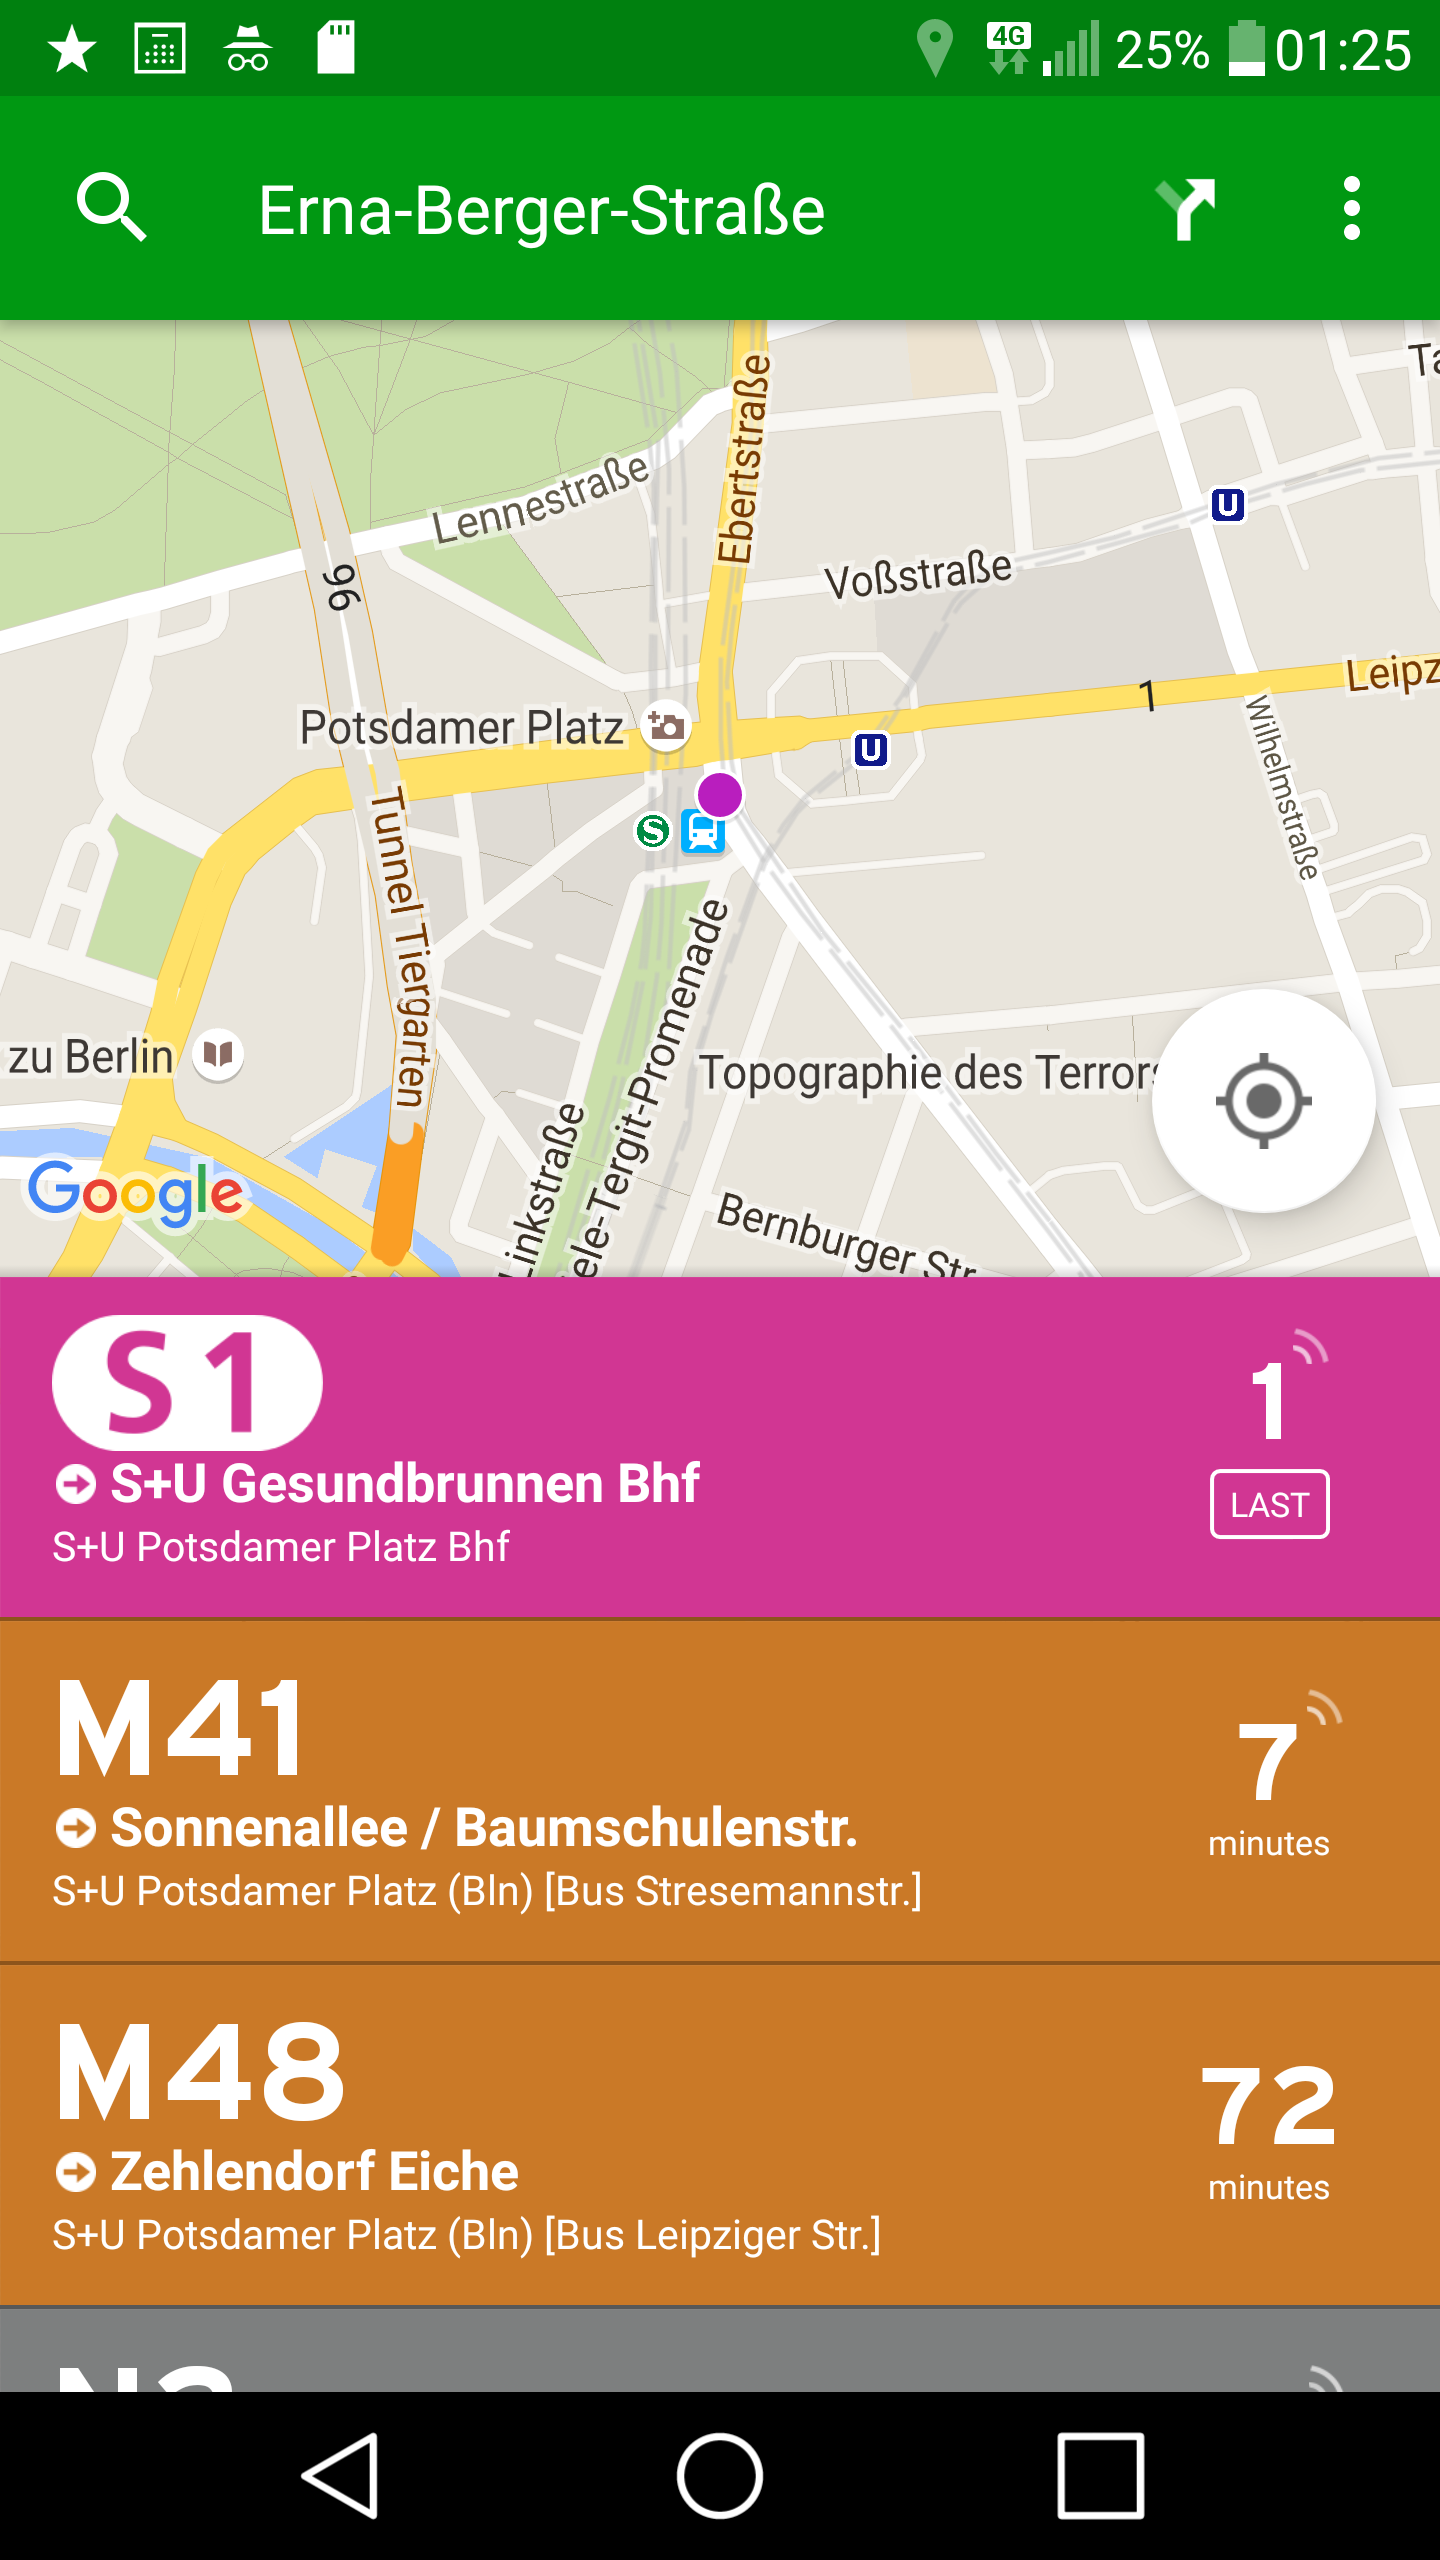 4G 25% 01:25
Erna-Berger-Straße
Lennestraße
Ebertstraße
U
Voßstraße
96
1
Leipz
Potsdamer Platz
U
Wilhelmstraße
S
Tunnel Tiergarten
ele-Tergit-Promenade
zu Berlin
Topographie des Terrors
Linkstraße
Google
Bernburger Str
S1
1
S+U Gesundbrunnen Bhf
LAST
S+U Potsdamer Platz Bhf
M41
7
Sonnenallee / Baumschulenstr.
minutes
S+U Potsdamer Platz (Bln) [Bus Stresemannstr.]
M48
72
Zehlendorf Eiche
minutes
S+U Potsdamer Platz (Bln) [Bus Leipziger Str.]